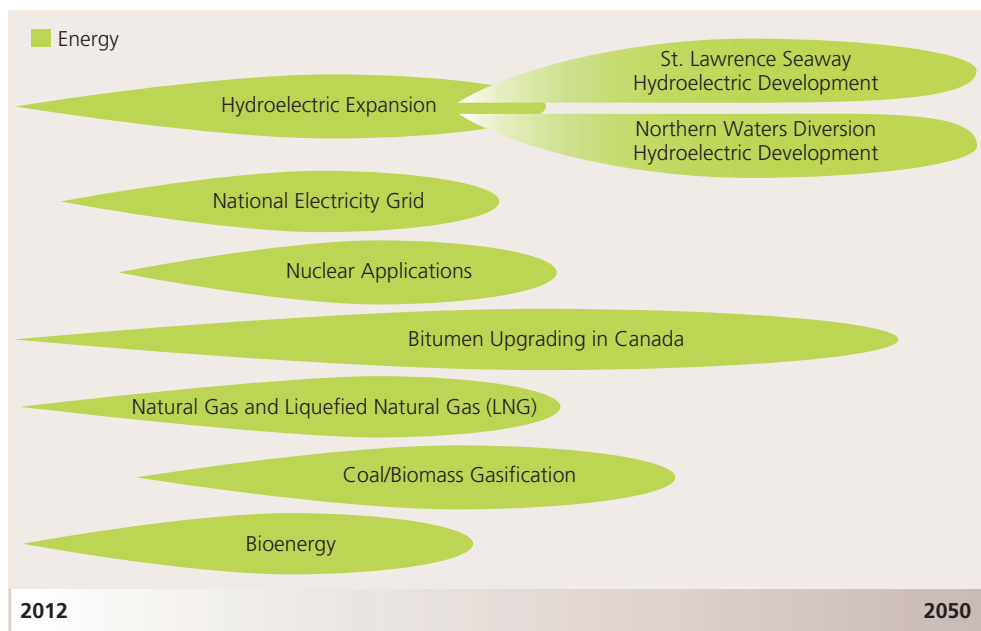 Energy
St. Lawrence Seaway
Hydroelectric Development
Hydroelectric Expansion
Northern Waters Diversion
Hydroelectric Development
National Electricity Grid
Nuclear Applications
Bitumen Upgrading in Canada
Natural Gas and Liquefied Natural Gas (LNG)
Coal/Biomass Gasification
Bioenergy
2012
2050